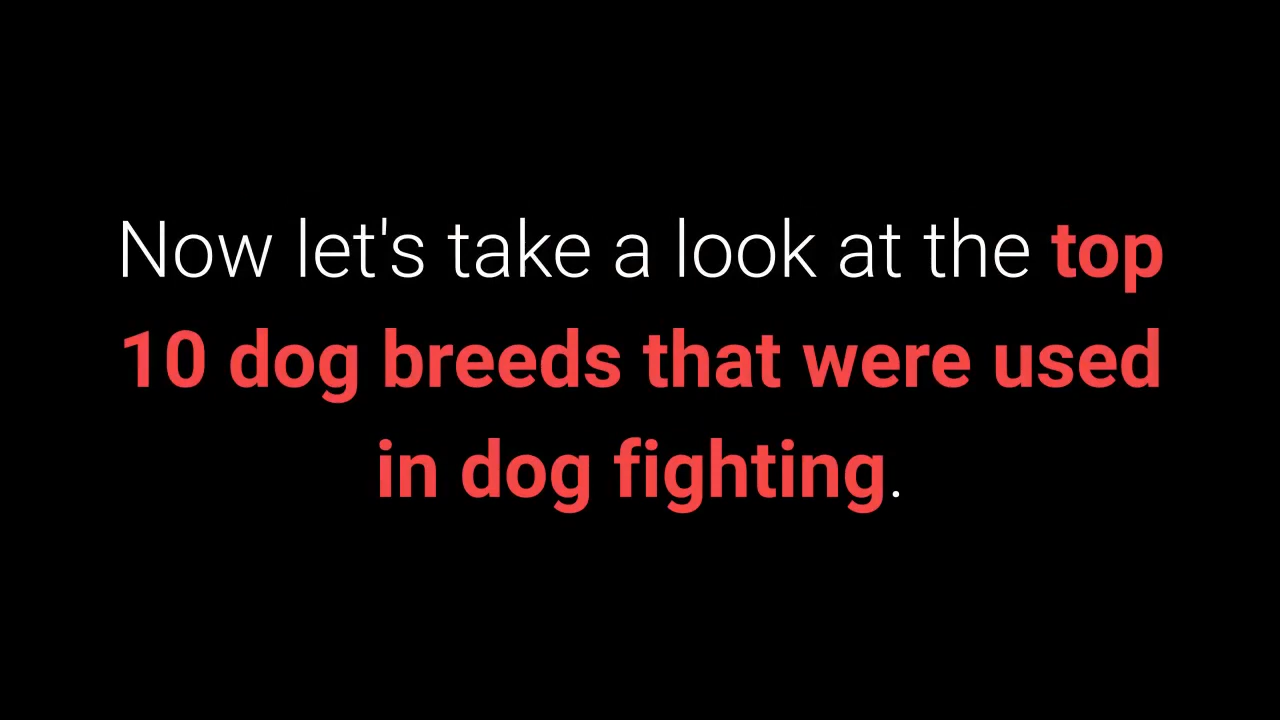 Now let's take a look at the top
10 dog breeds that were used
in dog fighting.